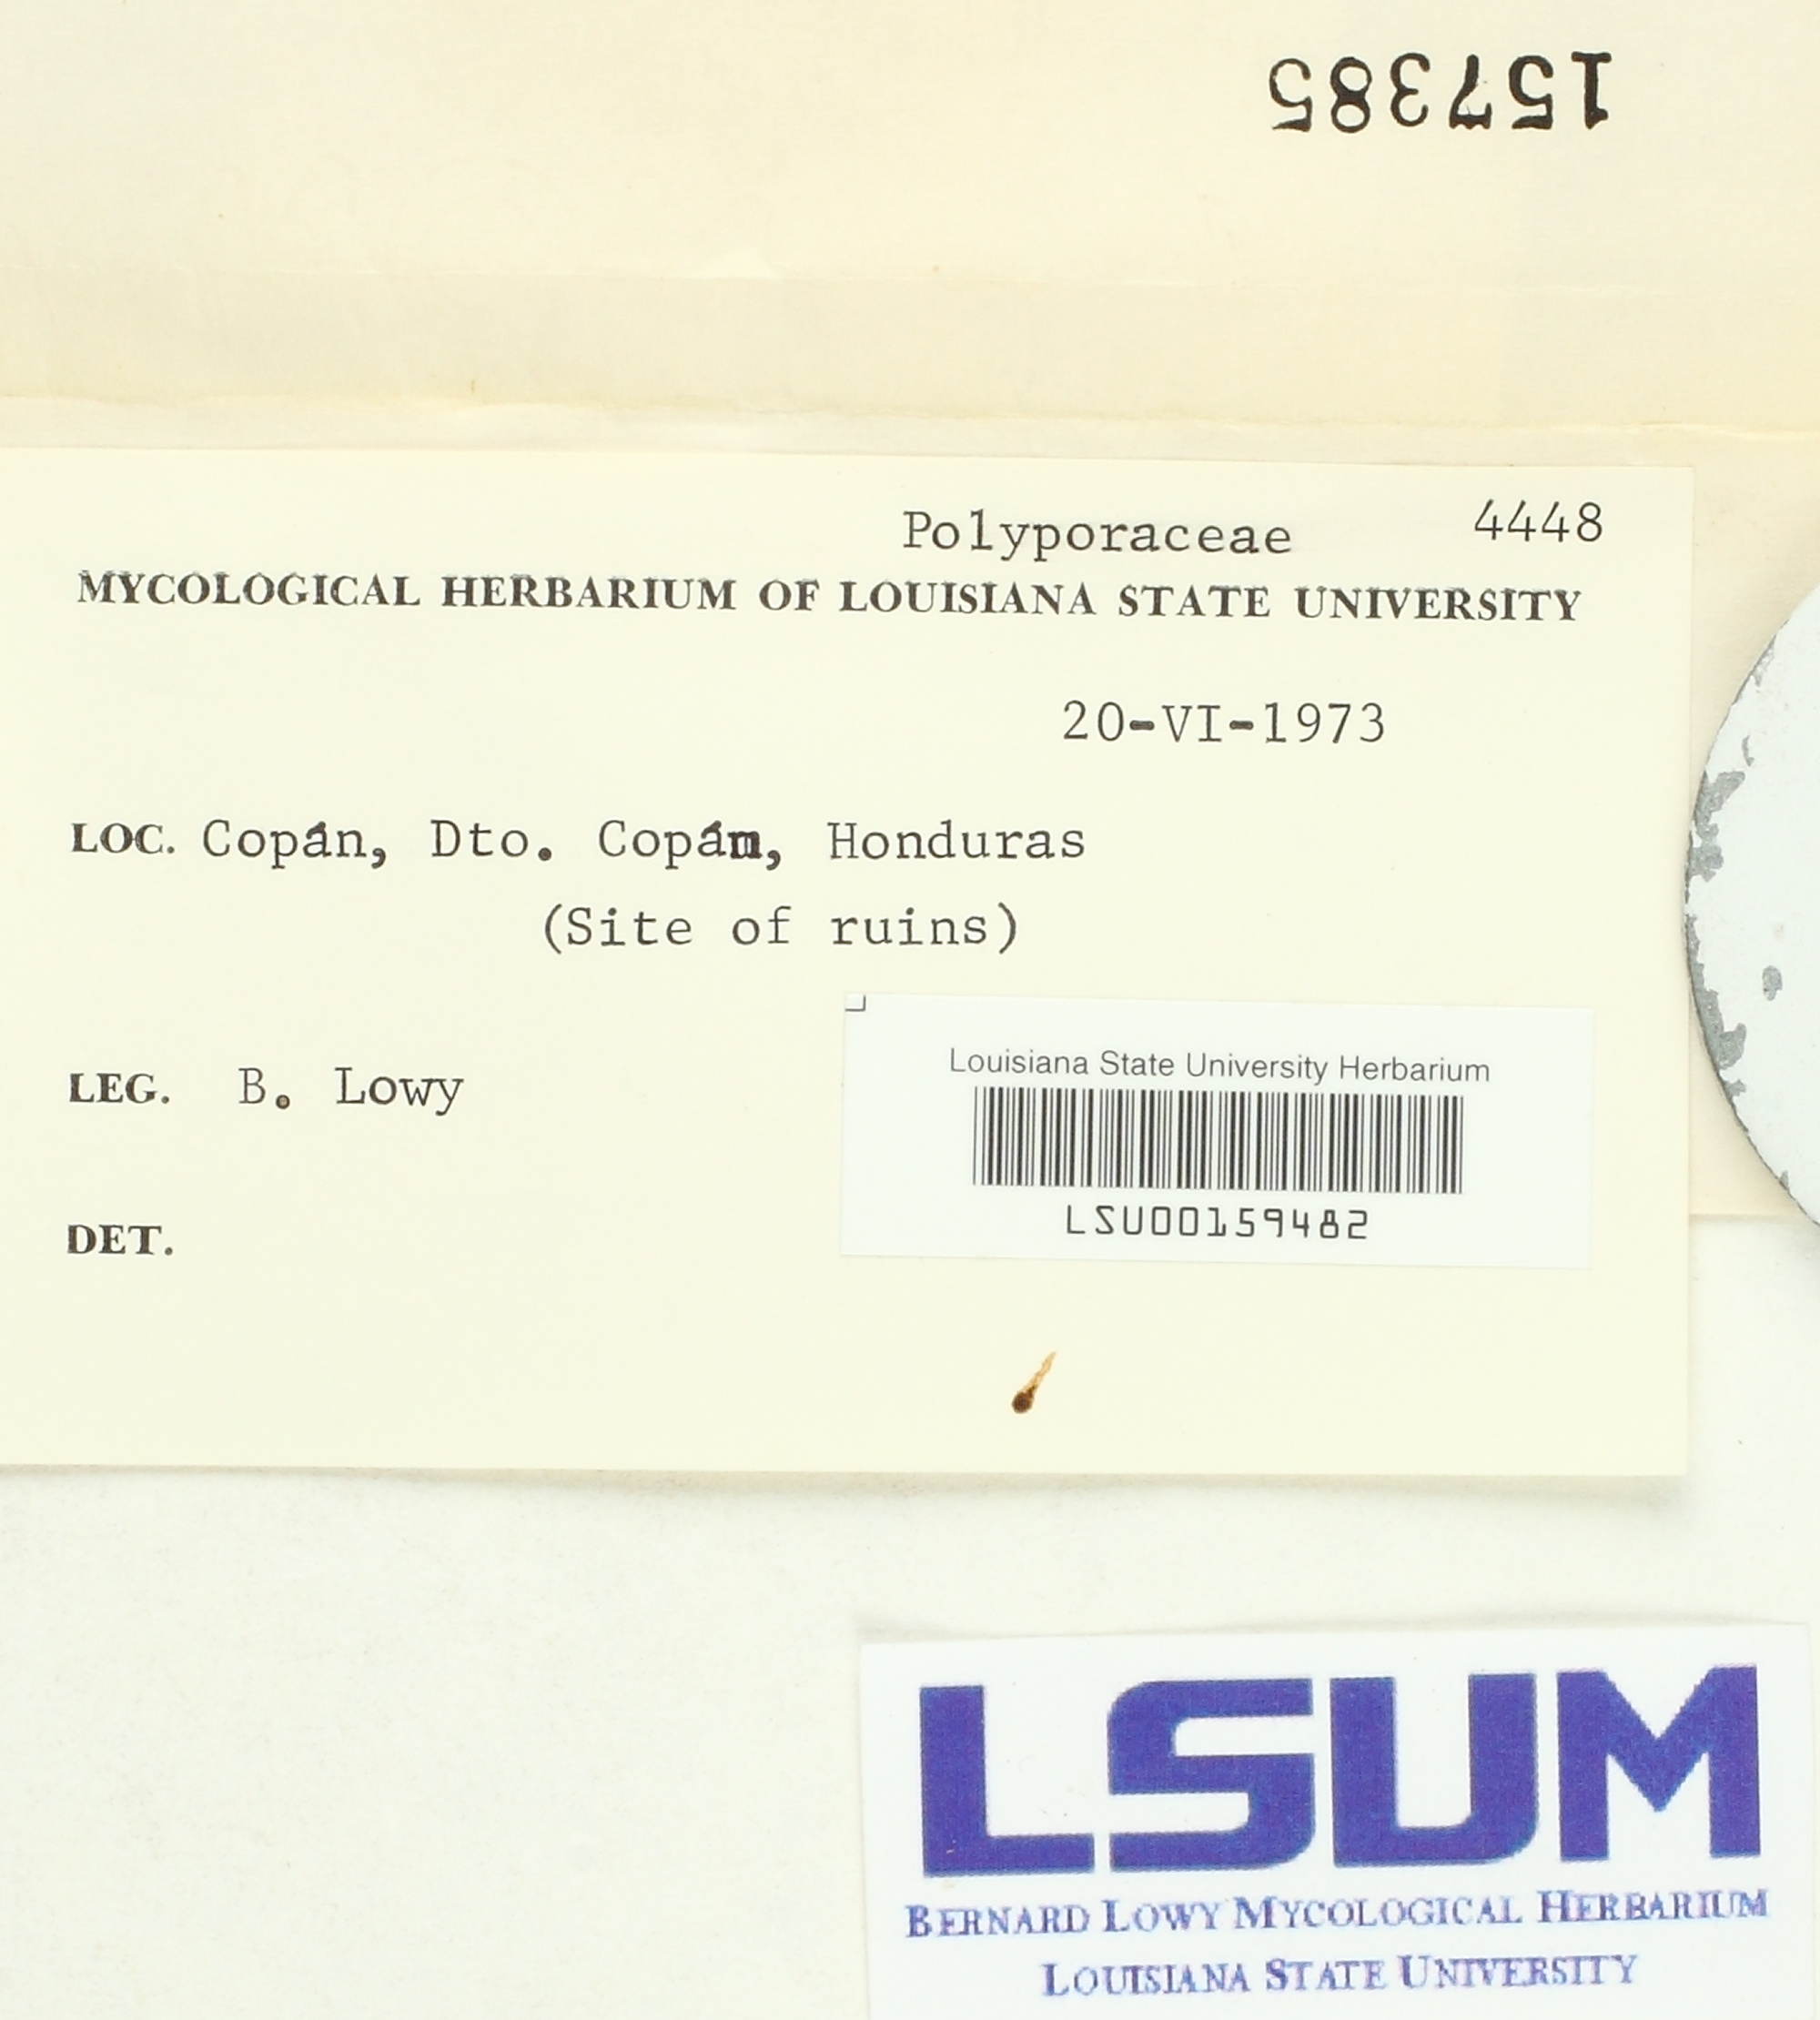 157385
Polyporaceae 4448
MYCOLOGICAL HERBARIUM OF LOUISIANA STATE UNIVERSITY
20-VI-1973
LOC. Copán, Dto. Copán, Honduras
(Site of ruins)
LEG. B. Lowy
Louisiana State University Herbarium
LSU00159482
DET.
LSUM
BERNARD LOWY MYCOLOGICAL HERBARIUM
LOUISIANA STATE UNIVERSITY